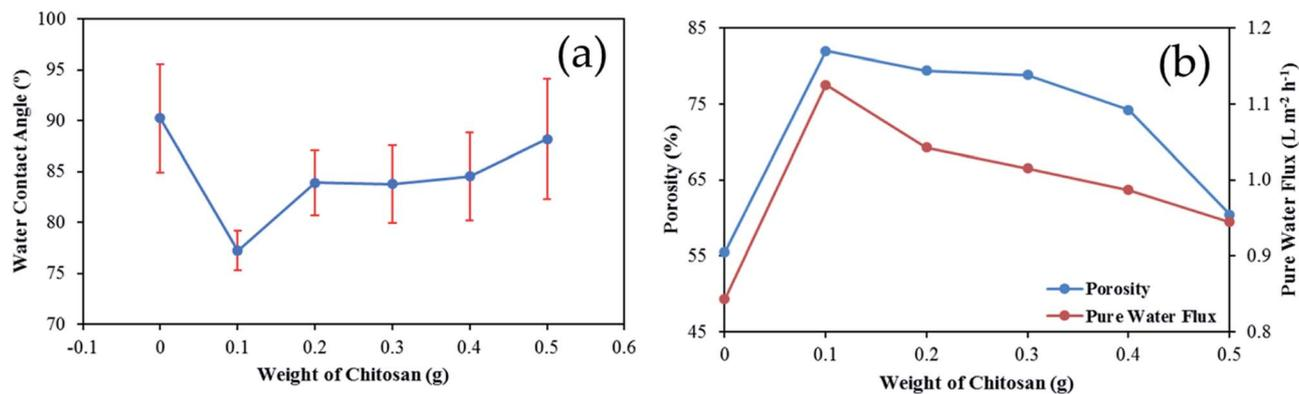 (a)
Water Contact Angle (º)
100
95
90
85
80
75
70
-0.1 0 0.1 0.2 0.3 0.4 0.5 0.6
Weight of Chitosan (g)
(b)
Porosity (%)
85
75
65
55
45
Pure Water Flux (L m⁻² h⁻¹)
1.2
1.1
1.0
0.9
0.8
Porosity
Pure Water Flux
0 0.1 0.2 0.3 0.4 0.5
Weight of Chitosan (g)